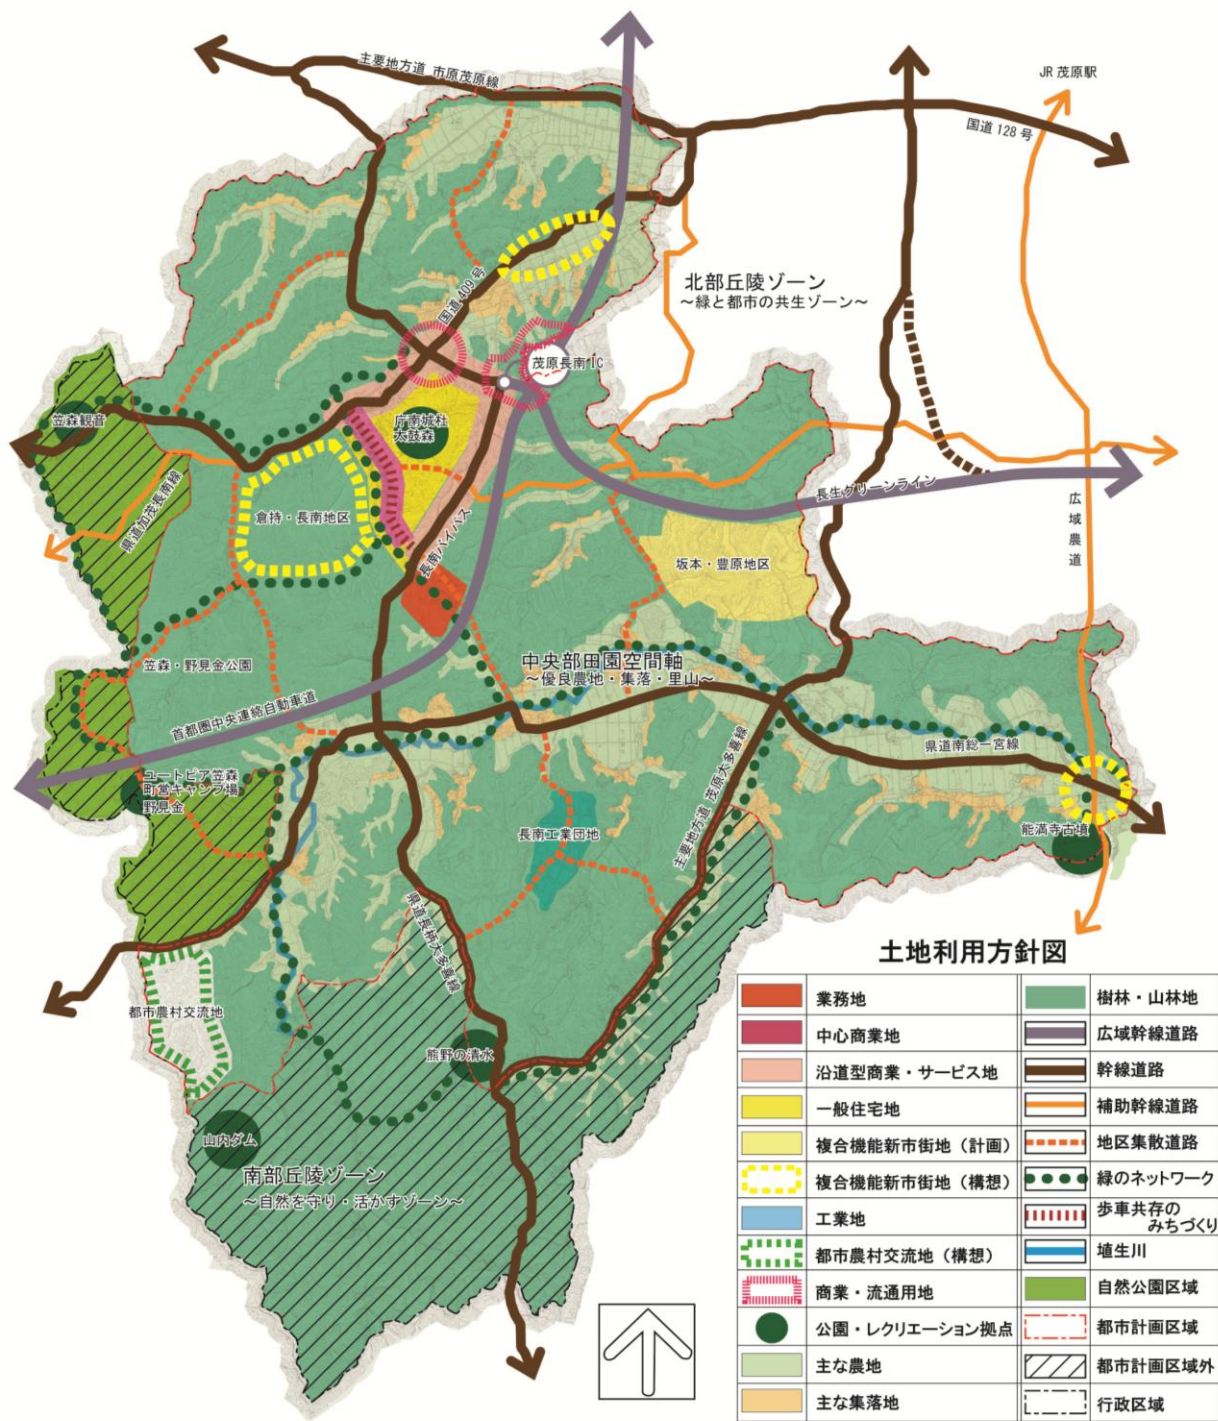 主要地方道 市原茂原線
JR 茂原駅
国道 128 号
北部丘陵ゾーン
～緑と都市の共生ゾーン～
国道 409 号
茂原長南 IC
笠森観音
庁南城社
太鼓森
県道加茂長南線
倉持・長南地区
長南バイパス
長生グリーンライン
広域農道
坂本・豊原地区
中央部田園空間軸
～優良農地・集落・里山～
笠森・野見金公園
首都圏中央連絡自動車道
県道南総一宮線
ユートピア笠森
町営キャンプ場
野見金
主要地方道 茂原大多喜線
長南工業団地
能満寺古墳
県道長柄大多喜線
都市農村交流地
熊野の清水
山内ダム
南部丘陵ゾーン
～自然を守り・活かすゾーン～
土地利用方針図
業務地
中心商業地
沿道型商業・サービス地
一般住宅地
複合機能新市街地（計画）
複合機能新市街地（構想）
工業地
都市農村交流地（構想）
商業・流通用地
公園・レクリエーション拠点
主な農地
主な集落地
樹林・山林地
広域幹線道路
幹線道路
補助幹線道路
地区集散道路
緑のネットワーク
歩車共存の
みちづくり
埴生川
自然公園区域
都市計画区域
都市計画区域外
行政区域